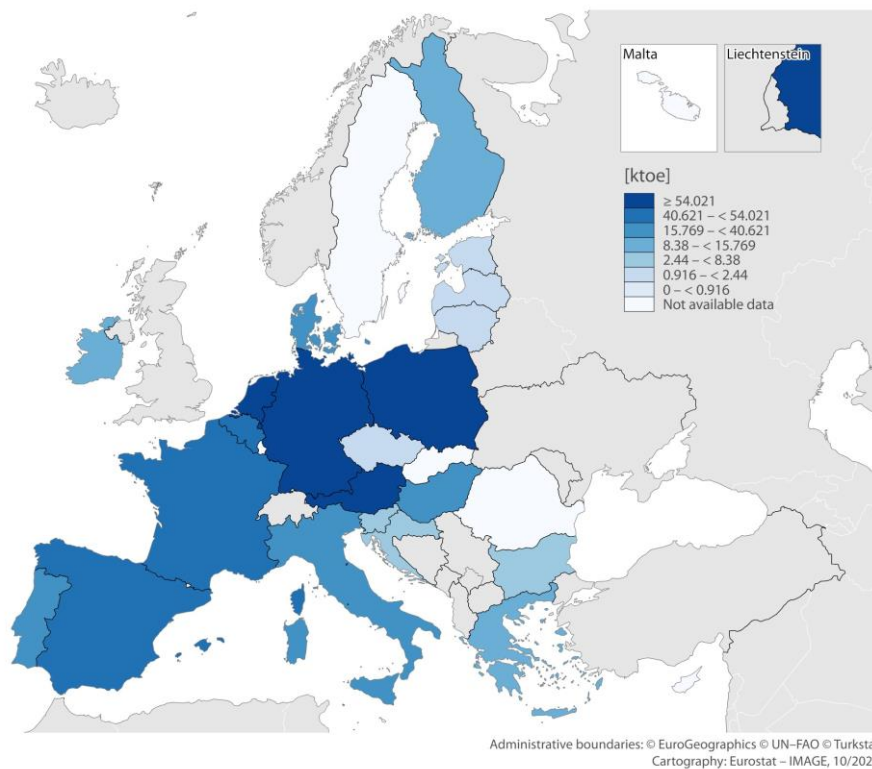 Malta
Liechtenstein
[ktoe]
≥ 54.021
40.621 – < 54.021
15.769 – < 40.621
8.38 – < 15.769
2.44 – < 8.38
0.916 – < 2.44
0 – < 0.916
Not available data
Administrative boundaries: © EuroGeographics © UN–FAO © Turksta
Cartography: Eurostat – IMAGE, 10/202